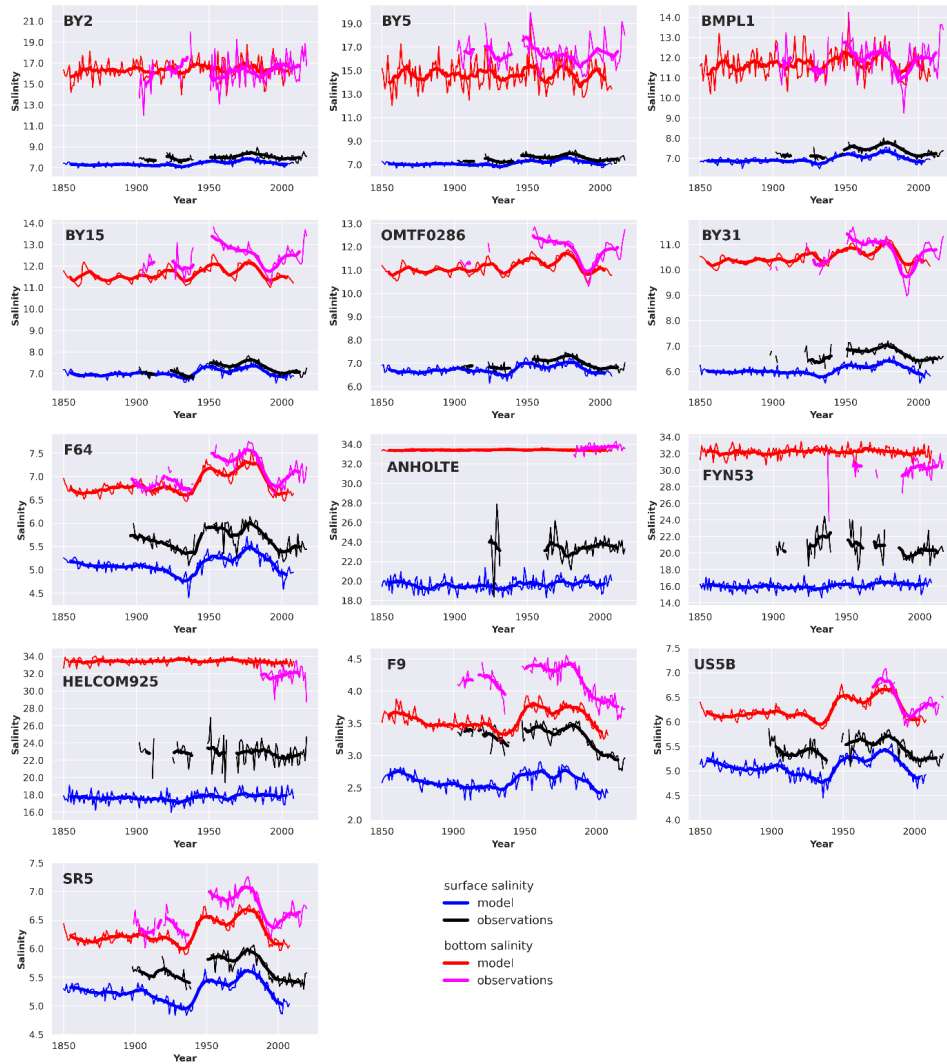 BY2
21.0
19.0
17.0
15.0
13.0
11.0
9.0
7.0
Salinity
1850 1900 1950 2000
Year
BY5
19.0
17.0
15.0
13.0
11.0
9.0
7.0
Salinity
1850 1900 1950 2000
Year
BMPL1
14.0
13.0
12.0
11.0
10.0
9.0
8.0
7.0
Salinity
1850 1900 1950 2000
Year
BY15
14.0
13.0
12.0
11.0
10.0
9.0
8.0
7.0
Salinity
1850 1900 1950 2000
Year
OMTF0286
13.0
12.0
11.0
10.0
9.0
8.0
7.0
6.0
Salinity
1850 1900 1950 2000
Year
BY31
11.0
10.0
9.0
8.0
7.0
6.0
Salinity
1850 1900 1950 2000
Year
F64
7.5
7.0
6.5
6.0
5.5
5.0
4.5
Salinity
1850 1900 1950 2000
Year
ANHOLTE
34.0
32.0
30.0
28.0
26.0
24.0
22.0
20.0
18.0
Salinity
1850 1900 1950 2000
Year
FYN53
34.0
32.0
30.0
28.0
26.0
24.0
22.0
20.0
18.0
16.0
14.0
Salinity
1850 1900 1950 2000
Year
HELCOM925
34.0
32.0
30.0
28.0
26.0
24.0
22.0
20.0
18.0
16.0
Salinity
1850 1900 1950 2000
Year
F9
4.5
4.0
3.5
3.0
2.5
2.0
Salinity
1850 1900 1950 2000
Year
US5B
7.5
7.0
6.5
6.0
5.5
5.0
4.5
4.0
Salinity
1850 1900 1950 2000
Year
SR5
7.5
7.0
6.5
6.0
5.5
5.0
4.5
Salinity
1850 1900 1950 2000
Year
surface salinity
model
observations
bottom salinity
model
observations